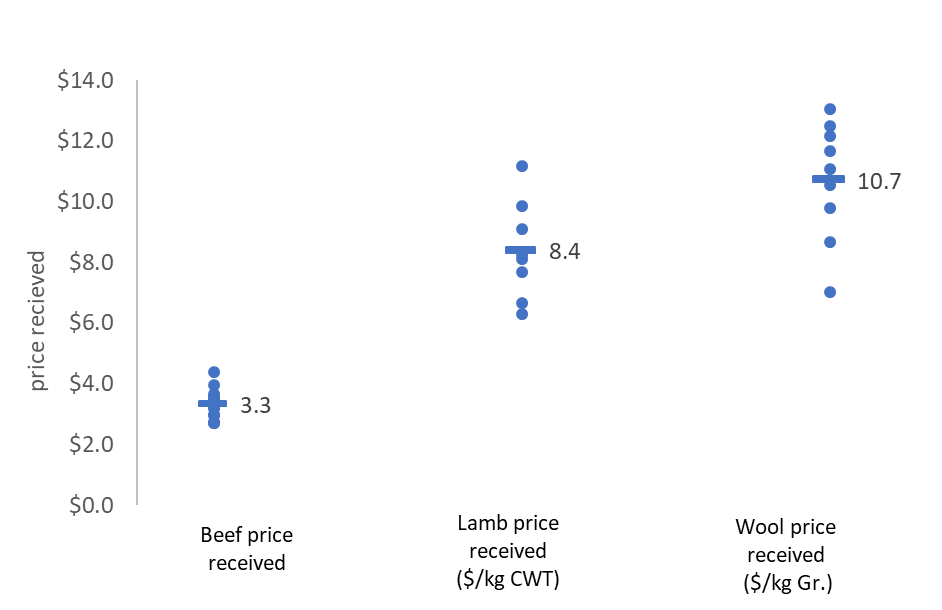 $14.0
$12.0
$10.0
$8.0
$6.0
$4.0
$2.0
$0.0
price recieved
3.3
8.4
10.7
Beef price
received
Lamb price
received
($/kg CWT)
Wool price
received
($/kg Gr.)